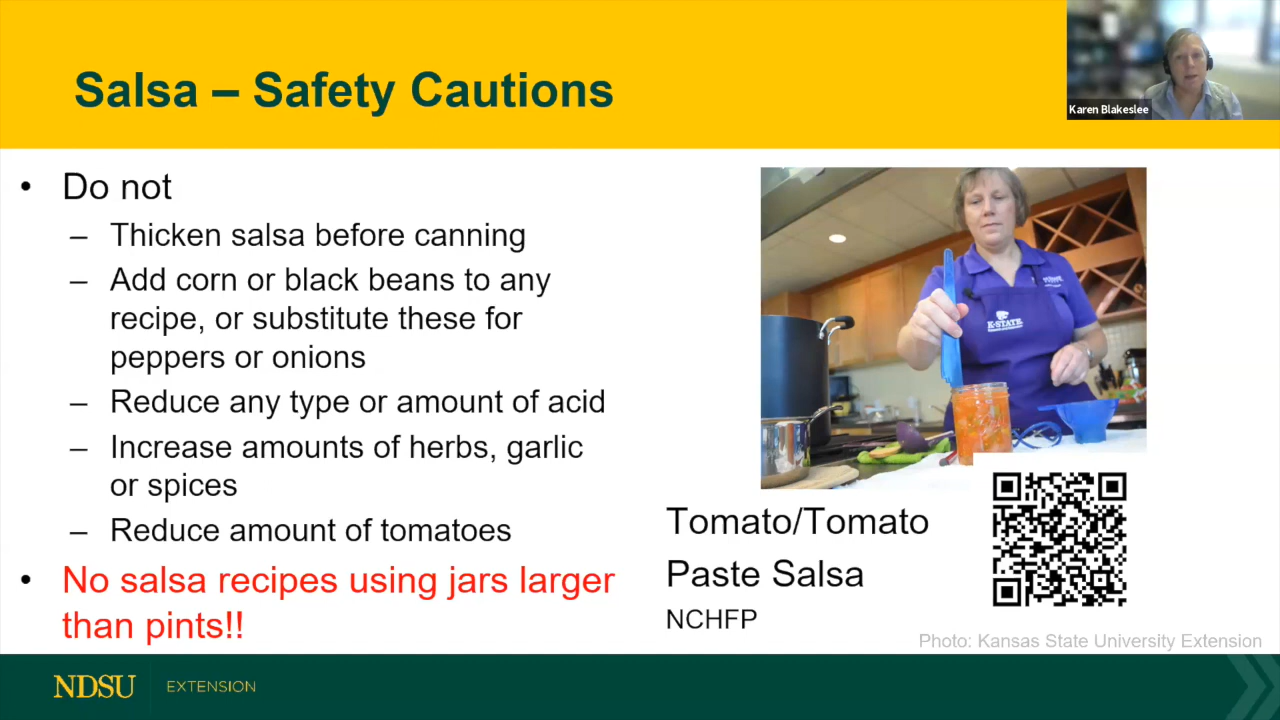 Salsa – Safety Cautions
Karen Blakeslee
• Do not
– Thicken salsa before canning
– Add corn or black beans to any
recipe, or substitute these for
peppers or onions
– Reduce any type or amount of acid
– Increase amounts of herbs, garlic
or spices
– Reduce amount of tomatoes
• No salsa recipes using jars larger
than pints!!
K-STATE
Tomato/Tomato
Paste Salsa
NCHFP
Photo: Kansas State University Extension
NDSU EXTENSION